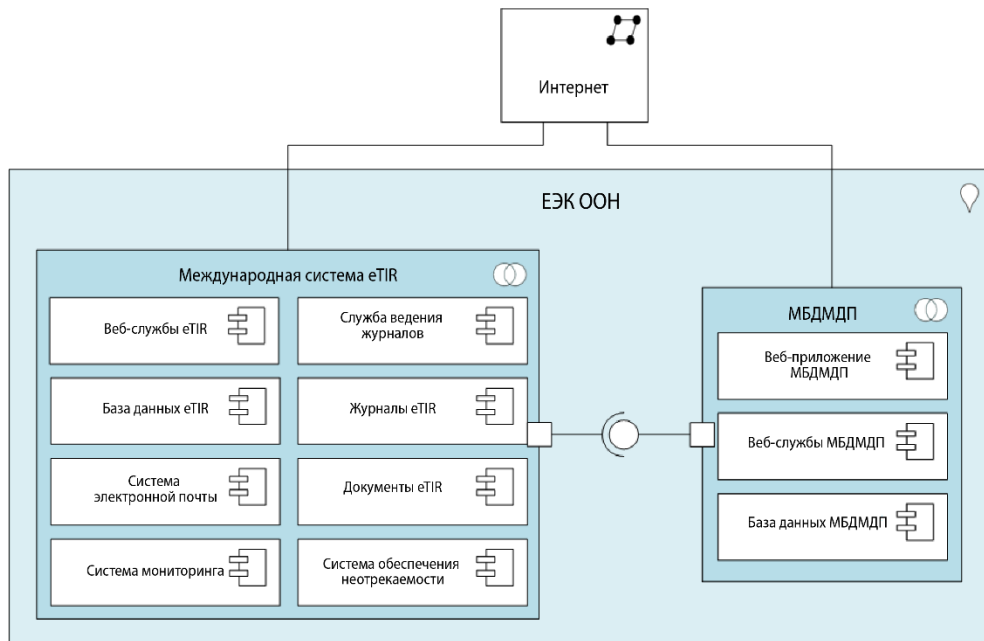 Интернет
ЕЭК ООН
Международная система eTIR
Веб-службы eTIR
Служба ведения
журналов
База данных eTIR
Журналы eTIR
Система
электронной почты
Документы eTIR
Система мониторинга
Система обеспечения
неотрекаемости
МБДМДП
Веб-приложение
МБДМДП
Веб-службы МБДМДП
База данных МБДМДП